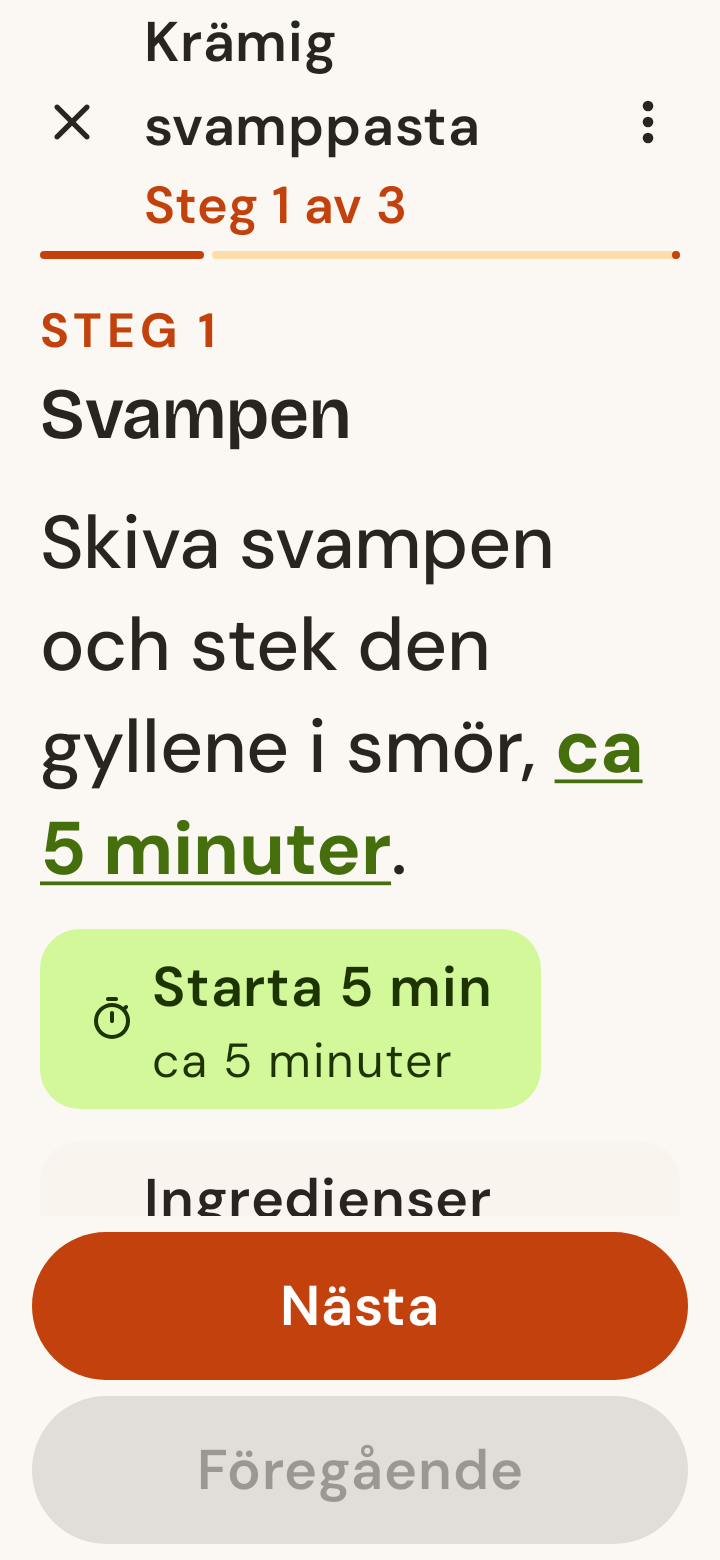 Krämig
svamppasta
Steg 1 av 3
STEG 1
Svampen
Skiva svampen
och stek den
gyllene i smör, ca
5 minuter.
Starta 5 min
ca 5 minuter
Ingredienser
Nästa
Föregående